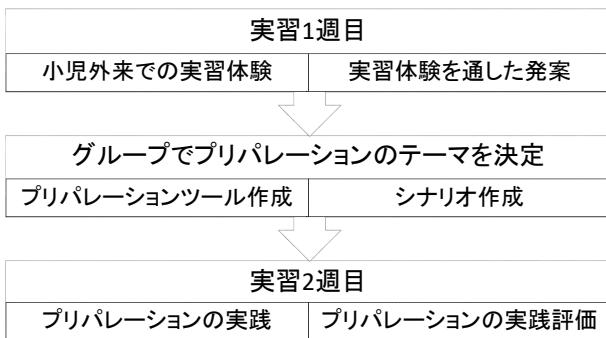 実習1週目
小児外来での実習体験
実習体験を通した発案
グループでプリパレーションのテーマを決定
プリパレーションツール作成
シナリオ作成
実習2週目
プリパレーションの実践
プリパレーションの実践評価